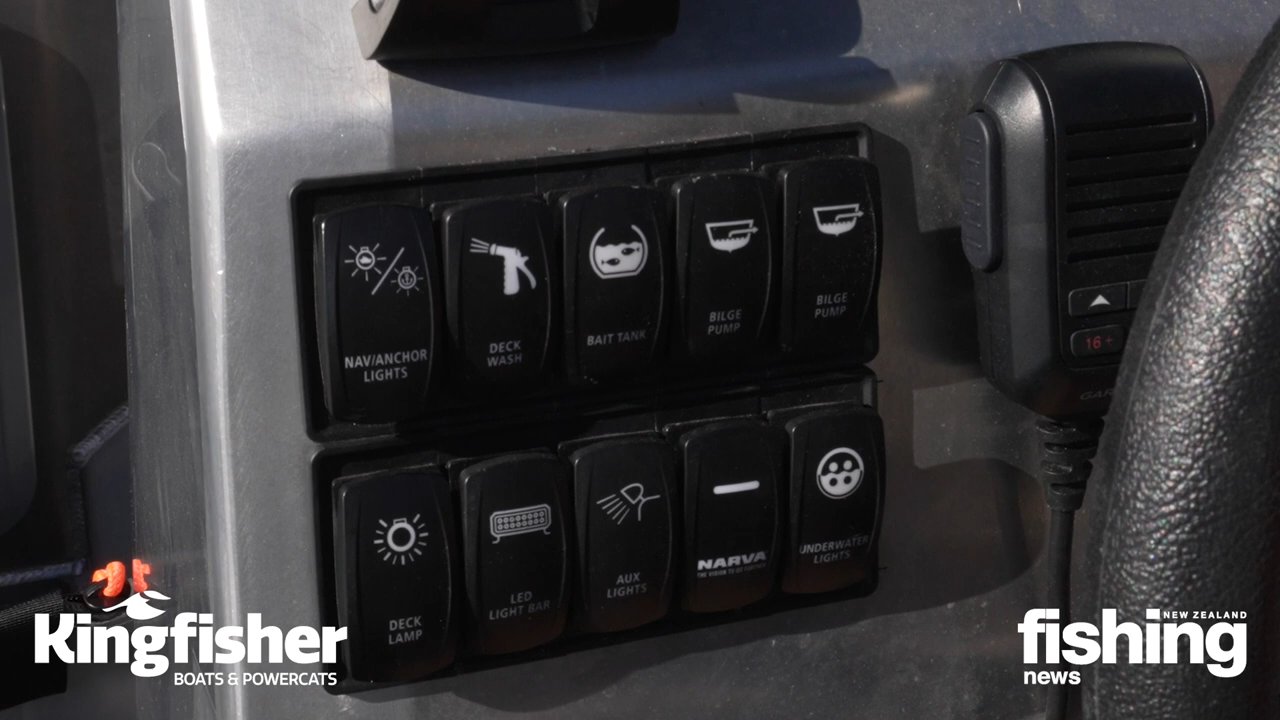 NAV/ANCHOR
LIGHTS
DECK
WASH
BAIT TANK
BILGE
PUMP
BILGE
PUMP
16+
DECK
LAMP
LED
LIGHT BAR
AUX
LIGHTS
NARVA
UNDERWATER
LIGHTS
Kingfisher
BOATS & POWERCATS
NEW ZEALAND
fishing
news